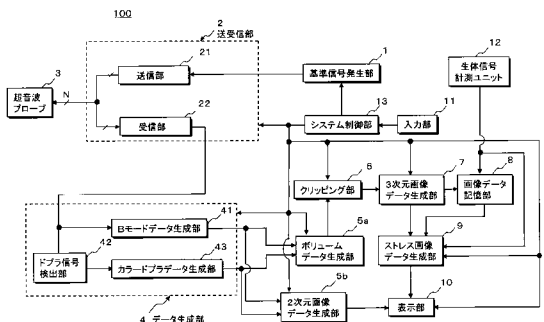 100
2
送受信部
12
3
21
1
生体信号
計測ユニット
超音波
プローブ
N
送信部
基準信号発生部
22
13
11
受信部
システム制御部
入力部
6
7
8
クリッピング部
3次元画像
データ生成部
画像データ
記憶部
41
5a
9
Bモードデータ生成部
ボリューム
データ生成部
ストレス画像
データ生成部
42
43
ドプラ信号
検出部
カラードプラデータ生成部
5b
10
2次元画像
データ生成部
表示部
4 データ生成部